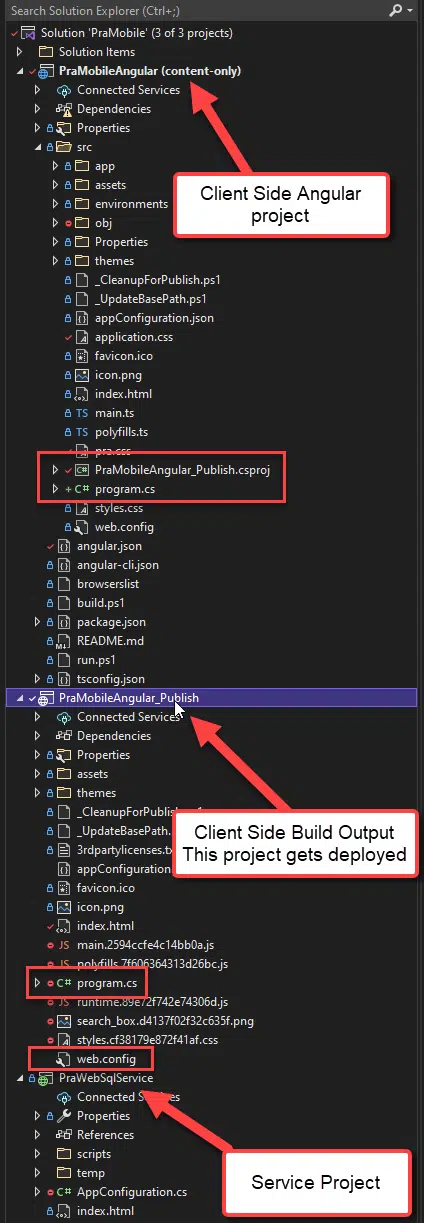 Search Solution Explorer (Ctrl+;)
Solution 'PraMobile' (3 of 3 projects)
Solution Items
PraMobileAngular (content-only)
Connected Services
Dependencies
Properties
src
app
assets
environments
obj
Properties
themes
Client Side Angular
project
_CleanupForPublish.ps1
_UpdateBasePath.ps1
appConfiguration.json
application.css
favicon.ico
icon.png
index.html
TS main.ts
TS polyfills.ts
pra.css
C# PraMobileAngular_Publish.csproj
+ C# program.cs
styles.css
web.config
angular.json
angular-cli.json
browserslist
build.ps1
package.json
README.md
run.ps1
tsconfig.json
PraMobileAngular_Publish
Connected Services
Dependencies
Properties
assets
themes
_CleanupForPublish.ps1
_UpdateBasePath.
3rdpartylicenses.tx
appConfiguration
Client Side Build Output
This project gets deployed
favicon.ico
icon.png
index.html
JS main.2594ccfe4c14bb0a.js
JS polyfills.7f606364313d26bc.js
C# program.cs
JS runtime.89e72f742e74306d.js
search_box.d4137f02f32c635f.png
styles.cf38179e872f41af.css
web.config
PraWebSqlService
Connected Services
Properties
References
scripts
temp
C# AppConfiguration.cs
index.html
Service Project